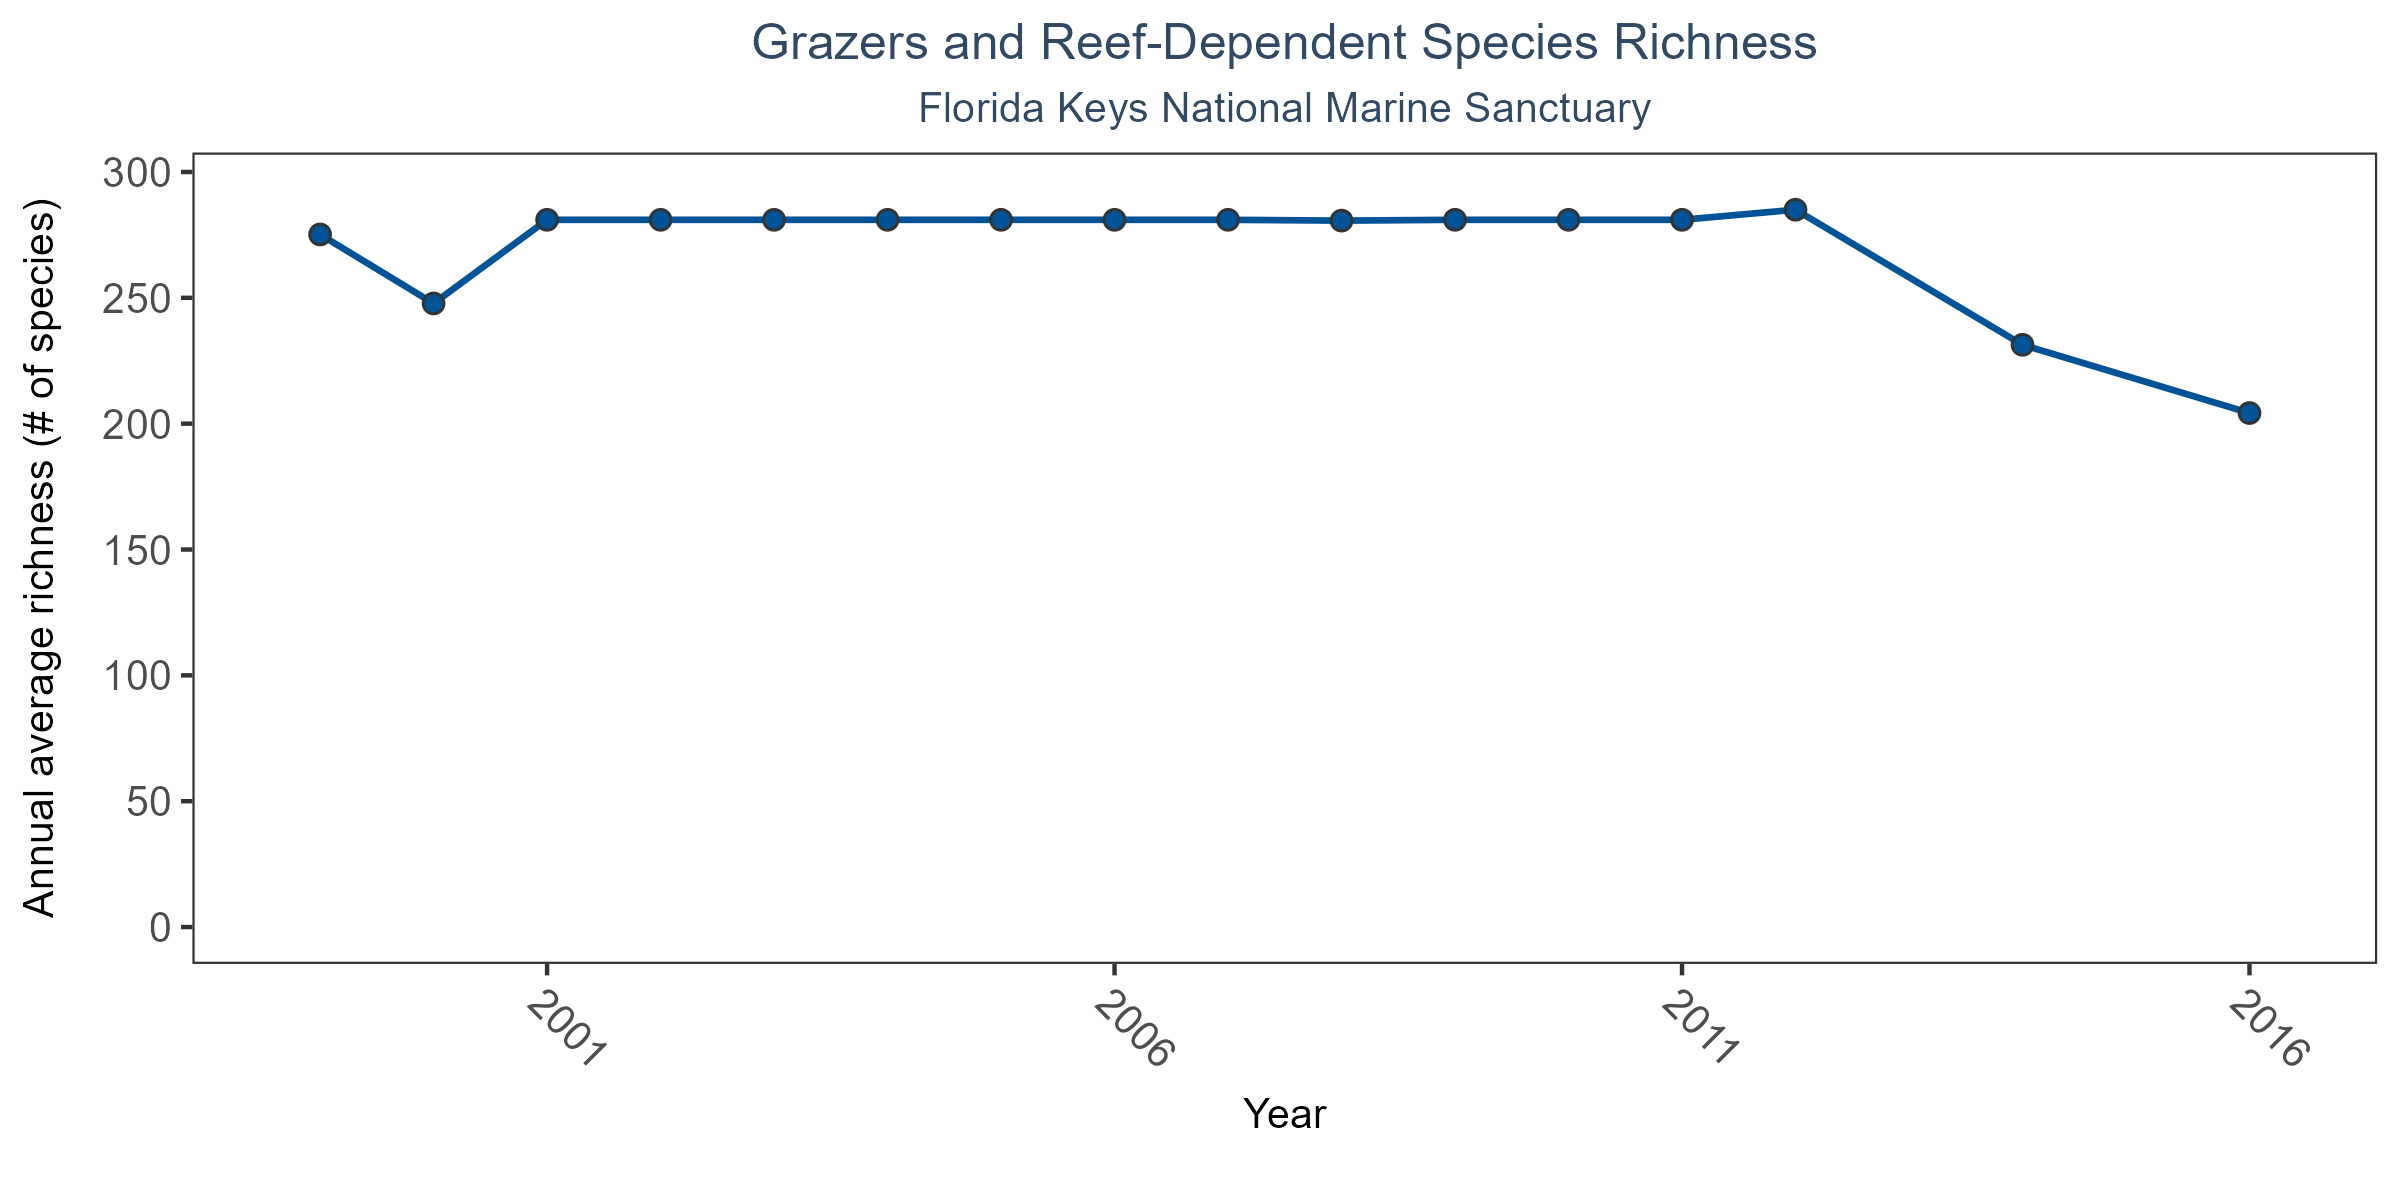 Grazers and Reef-Dependent Species Richness
Florida Keys National Marine Sanctuary
Annual average richness (# of species)
300
250
200
150
100
50
0
2001
2006
2011
2016
Year